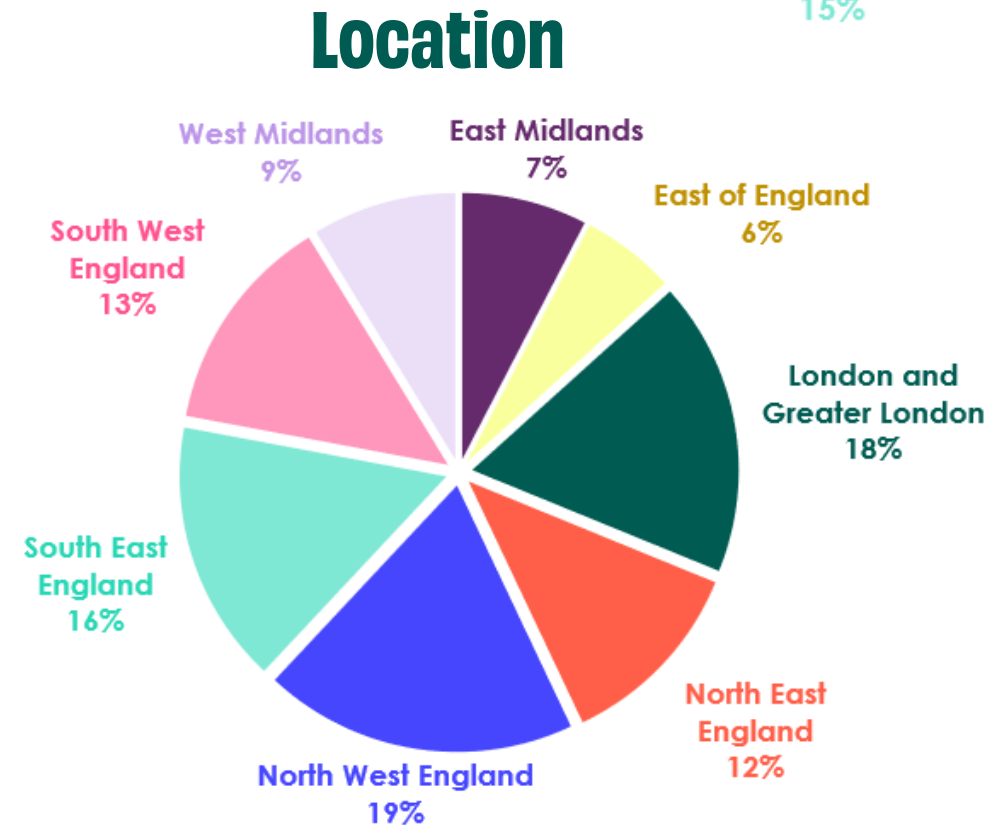 15%
Location
West Midlands
9%
East Midlands
7%
East of England
6%
South West
England
13%
London and
Greater London
18%
South East
England
16%
North East
England
12%
North West England
19%